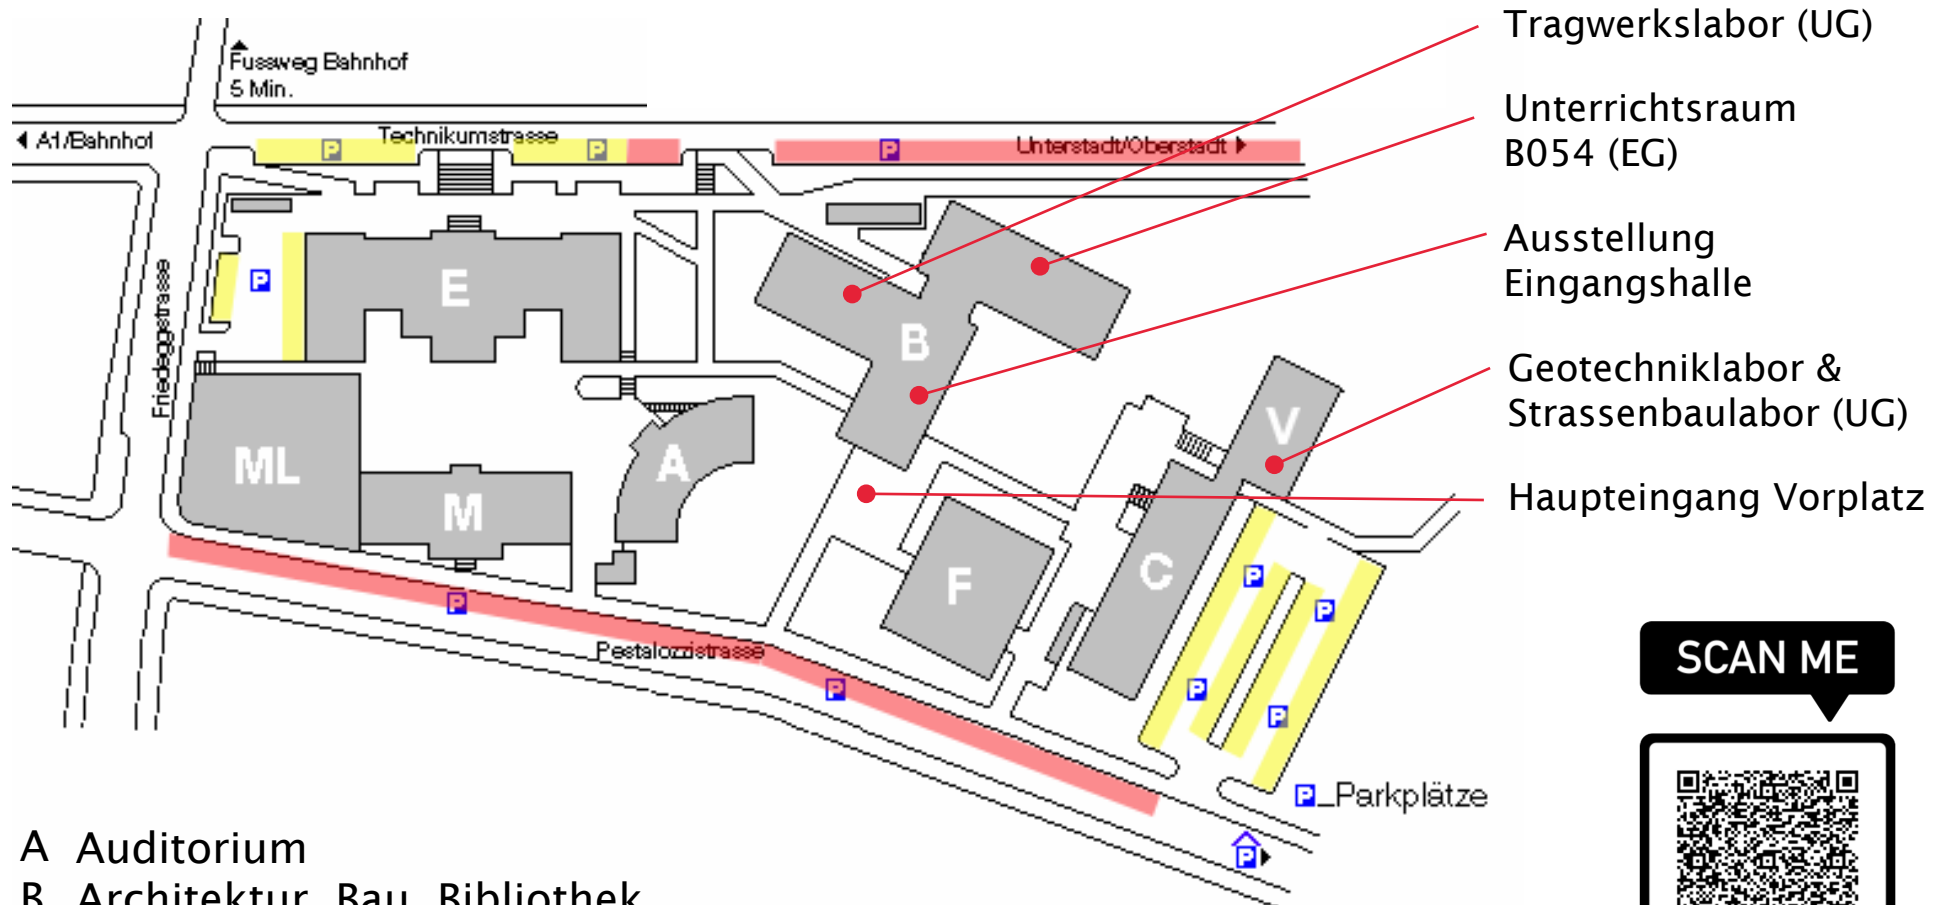 Tragwerkslabor (UG)
Fussweg Bahnhof
5 Min.
Unterrichtsraum
B054 (EG)
A1/Bahnhof
P
Technikumstrasse
P
P
Unterstadt/Oberstadt
Ausstellung
Eingangshalle
P
E
Friedeggstrasse
B
Geotechniklabor &
Strassenbaulabor (UG)
V
ML
A
M
Haupteingang Vorplatz
F
C
P
P
P
Pestalozzistrasse
P
P
P
SCAN ME
P Parkplätze
P
A Auditorium
B Architektur, Bau, Bibliothek